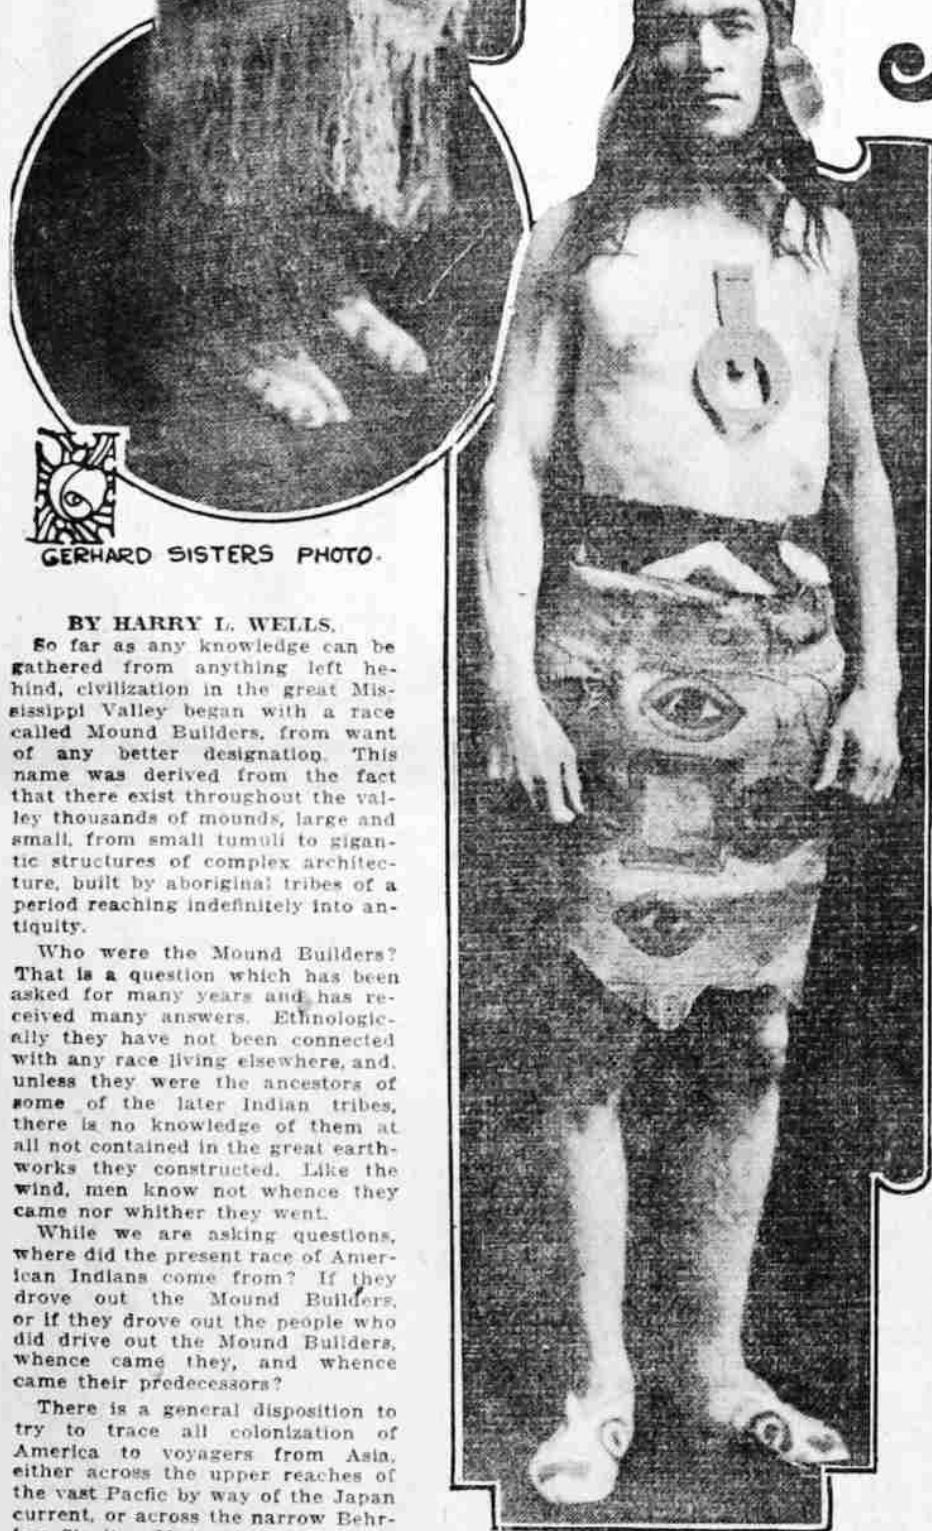 GERHARD SISTERS PHOTO.
BY HARRY L. WELLS.
So far as any knowledge can be
gathered from anything left he-
hind, civilization in the great Mis-
sissippi Valley began with a race
called Mound Builders, from want
of any better designation. This
name was derived from the fact
that there exist throughout the val-
ley thousands of mounds, large and
small, from small tumuli to gigan-
tic structures of complex architec-
ture, built by aboriginal tribes of a
period reaching indefinitely into an-
tiquity.
Who were the Mound Builders?
That is a question which has been
asked for many years and has re-
ceived many answers. Ethnologic-
ally they have not been connected
with any race living elsewhere, and.
unless they were the ancestors of
some of the later Indian tribes,
there is no knowledge of them at
all not contained in the great earth-
works they constructed. Like the
wind, men know not whence they
came nor whither they went.
While we are asking questions,
where did the present race of Amer-
ican Indians come from? If they
drove out the Mound Builders,
or if they drove out the people who
did drive out the Mound Builders,
whence came they, and whence
came their predecessors?
There is a general disposition to
try to trace all colonization of
America to voyagers from Asia,
either across the upper reaches of
the vast Pacfic by way of the Japan
current, or across the narrow Behr-